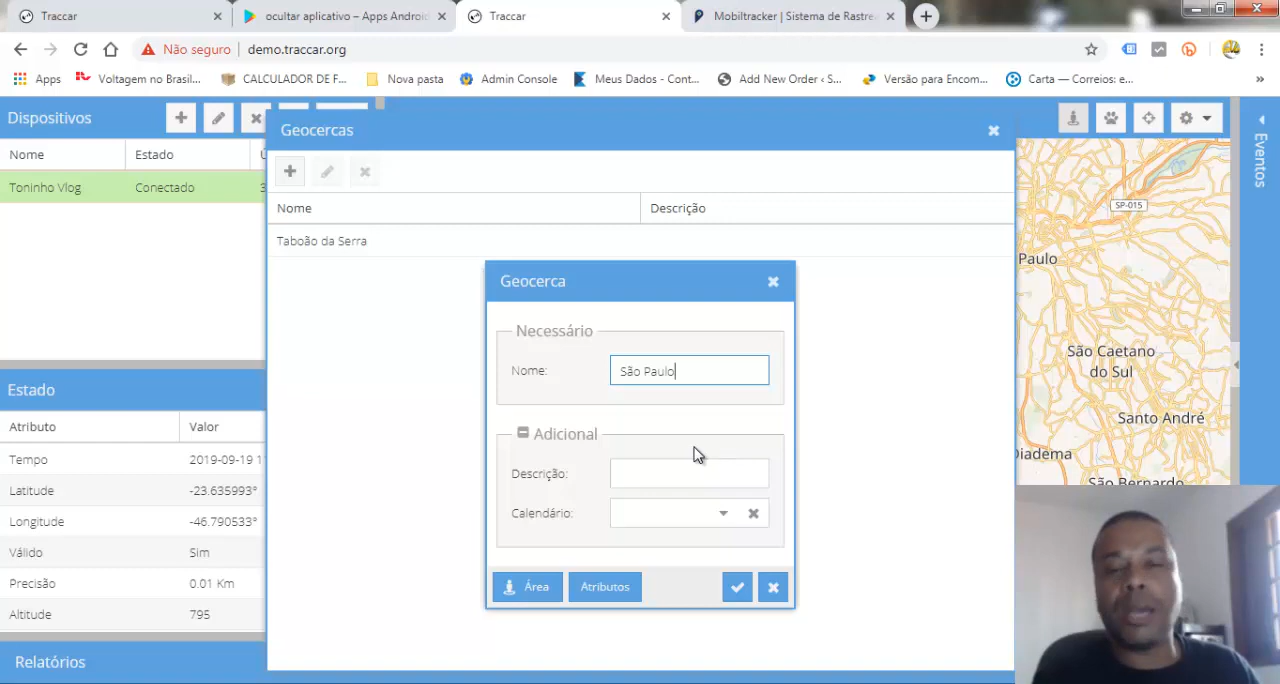 Traccar
ocultar aplicativo – Apps Android
Traccar
Mobiltracker | Sistema de Rastre
Não seguro | demo.traccar.org
Apps
Voltagem no Brasil...
CALCULADOR DE F...
Nova pasta
Admin Console
Meus Dados - Cont...
Add New Order ‹ S...
Versão para Encom...
Carta — Correios: e...
»
Dispositivos
Nome
Estado
Toninho Vlog
Conectado
3
Estado
Atributo
Valor
Tempo
2019-09-19 1
Latitude
-23.635993°
Longitude
-46.790533°
Válido
Sim
Precisão
0.01 Km
Altitude
795
Relatórios
Geocercas
Nome
Descrição
Taboão da Serra
Geocerca
Necessário
Nome:
São Paulo
Adicional
Descrição:
Calendário:
Área
Atributos
Eventos
SP-015
Paulo
São Caetano
do Sul
Santo André
Diadema
São Bernardo